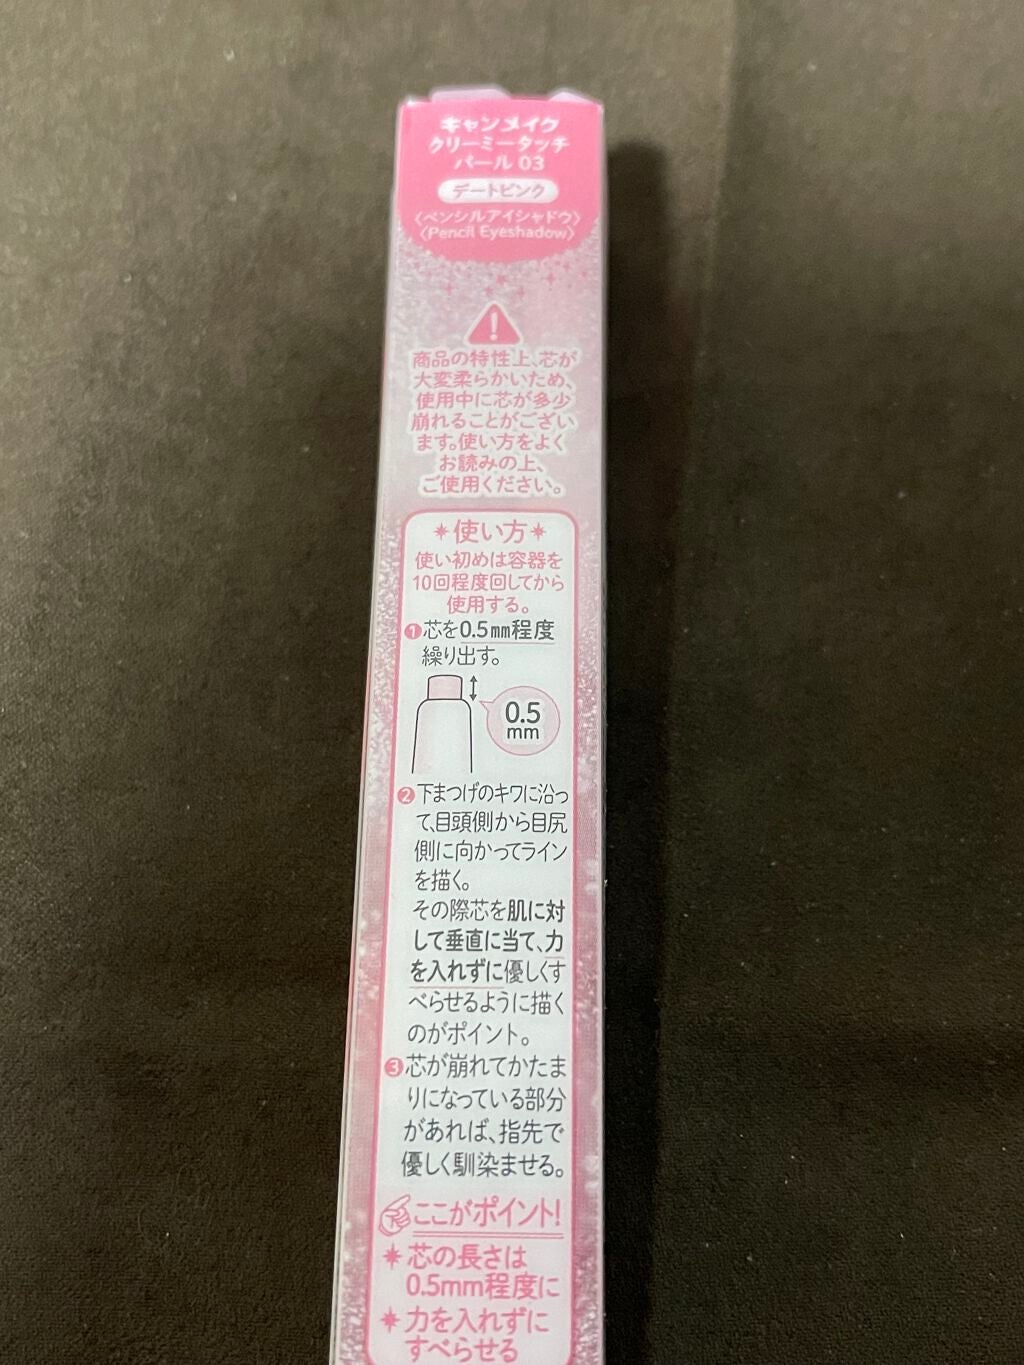 キャンメイク
クリーミータッチ
パール 03
デートピンク
〈ペンシルアイシャドウ〉
〈Pencil Eyeshadow〉
商品の特性上、芯が
大変柔らかいため、
使用中に芯が多少
崩れることがござい
ます。使い方をよく
お読みの上、
ご使用ください。
使い方
使い初めは容器を
10回程度回してから
使用する。
❶芯を0.5mm程度
繰り出す。
0.5
mm
❷下まつげのキワに沿っ
て、目頭側から目尻
側に向かってライン
を描く。
その際芯を肌に対
して垂直に当て、力
を入れずに優しくす
べらせるように描く
のがポイント。
❸芯が崩れてかたま
りになっている部分
があれば、指先で
優しく馴染ませる。
ここがポイント!
芯の長さは
0.5mm程度に
力を入れずに
すべらせる